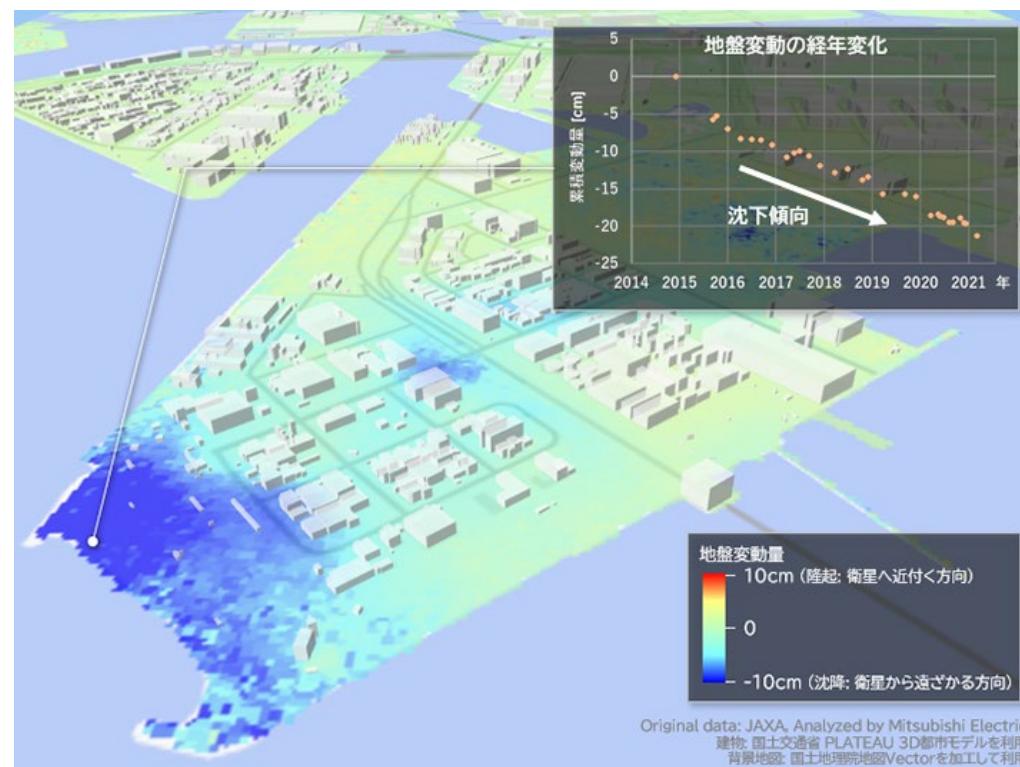 地盤変動の経年変化
累積変動量 [cm]
5
0
-5
-10
-15
-20
-25
沈下傾向
2014 2015 2016 2017 2018 2019 2020 2021 年
地盤変動量
10cm (隆起: 衛星へ近付く方向)
0
-10cm (沈降: 衛星から遠ざかる方向)
Original data: JAXA, Analyzed by Mitsubishi Electric
建物: 国土交通省 PLATEAU 3D都市モデルを利用
背景地図: 国土地理院地図Vectorを加工して利用